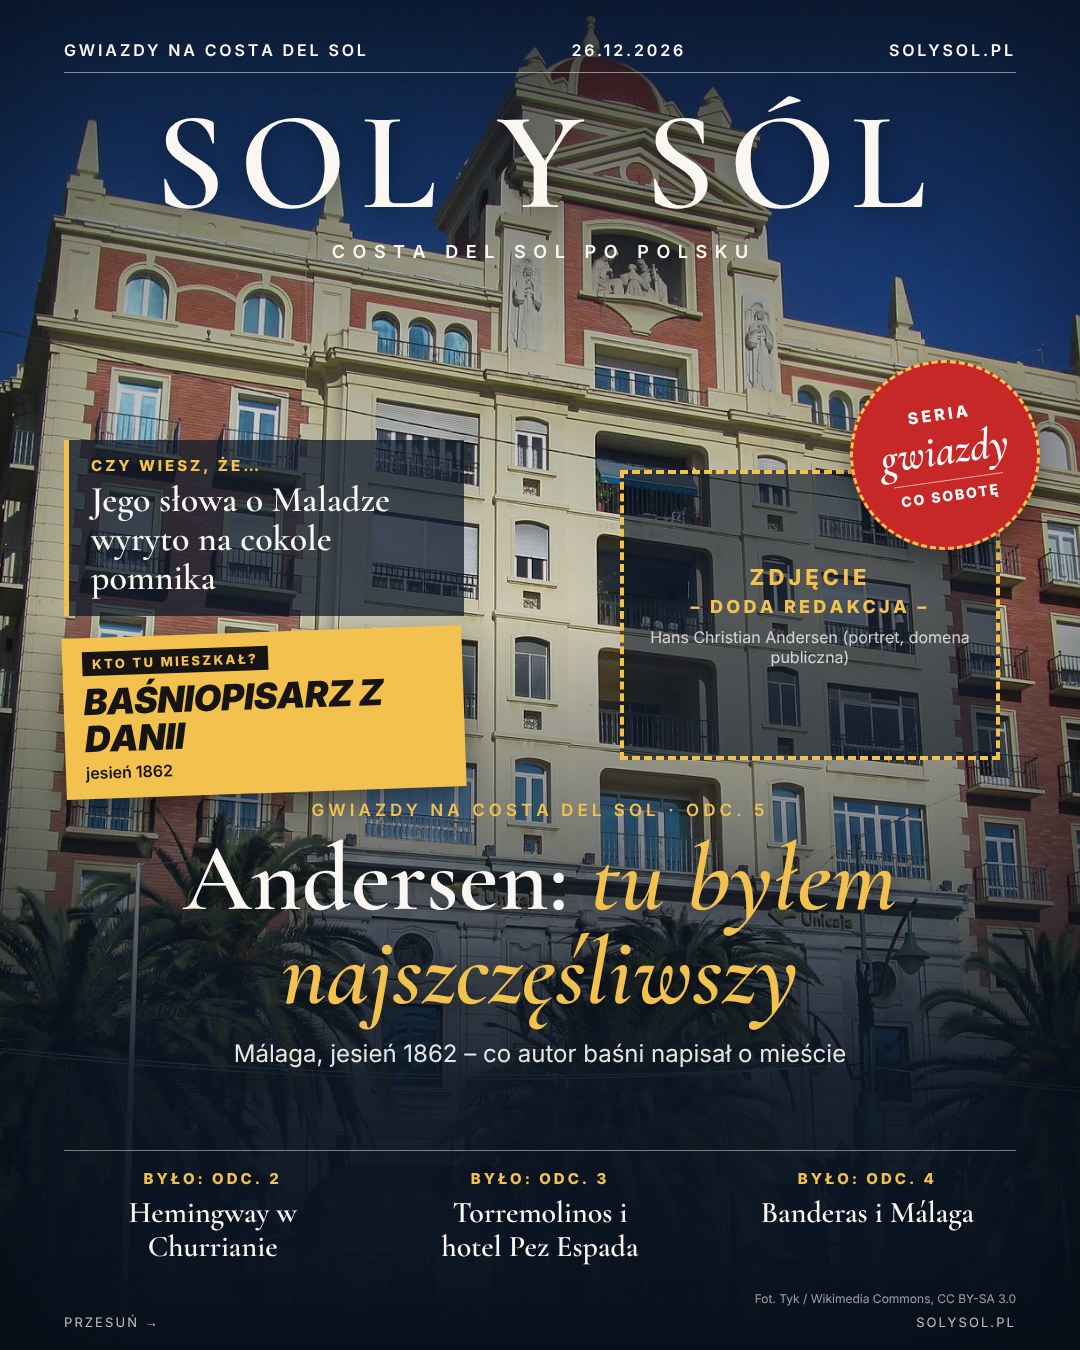 GWIAZDY NA COSTA DEL SOL
26.12.2026
SOLYSOL.PL
SOL Y SÓL
COSTA DEL SOL PO POLSKU
SERIA
gwiazdy
CO SOBOTĘ
CZY WIESZ, ŻE…
Jego słowa o Maladze
wyryto na cokole
pomnika
ZDJĘCIE
– DODA REDAKCJA –
Hans Christian Andersen (portret, domena
publiczna)
KTO TU MIESZKAŁ?
BAŚNIOPISARZ Z
DANII
jesień 1862
GWIAZDY NA COSTA DEL SOL · ODC. 5
Andersen: tu byłem
najszczęśliwszy
Unicaja
Málaga, jesień 1862 – co autor baśni napisał o mieście
BYŁO: ODC. 2
Hemingway w
Churrianie
BYŁO: ODC. 3
Torremolinos i
hotel Pez Espada
BYŁO: ODC. 4
Banderas i Málaga
Fot. Tyk / Wikimedia Commons, CC BY-SA 3.0
PRZESUŃ →
SOLYSOL.PL